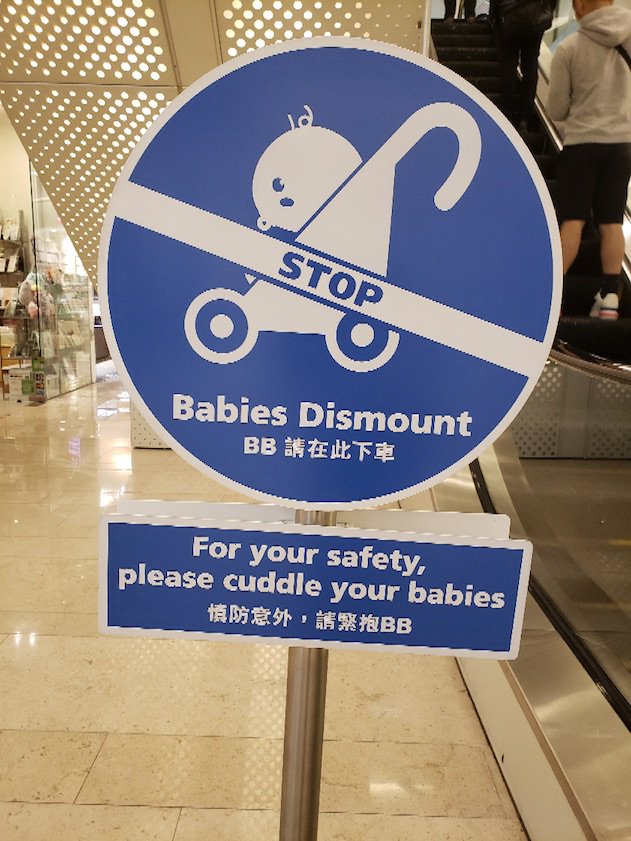 STOP
Babies Dismount
BB 請在此下車
For your safety,
please cuddle your babies
慎防意外，請緊抱BB